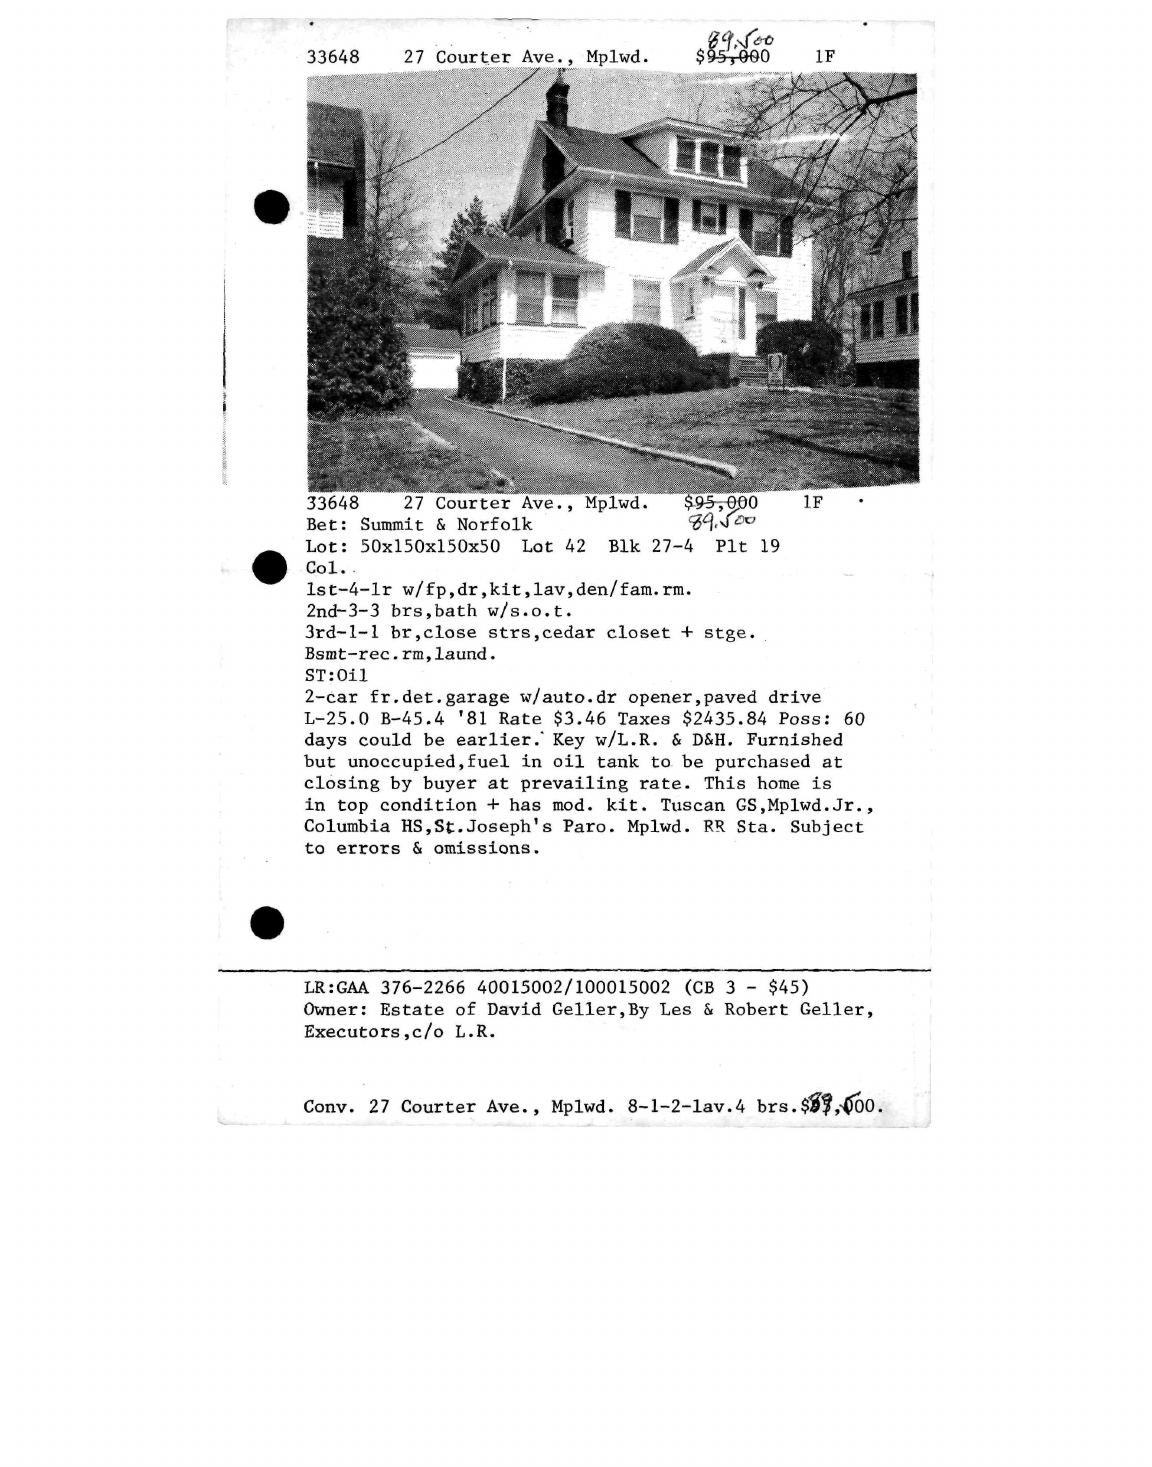 89,500
33648 27 Courter Ave., Mplwd. $95,000 1F
33648 27 Courter Ave., Mplwd. $95,000 1F
Bet: Summit & Norfolk 89,500
Lot: 50x150x150x50 Lot 42 Blk 27-4 Plt 19
Col.
1st-4-lr w/fp,dr,kit,lav,den/fam.rm.
2nd-3-3 brs,bath w/s.o.t.
3rd-1-1 br,close strs,cedar closet + stge.
Bsmt-rec.rm,laund.
ST:Oil
2-car fr.det.garage w/auto.dr opener,paved drive
L-25.0 B-45.4 '81 Rate $3.46 Taxes $2435.84 Poss: 60
days could be earlier. Key w/L.R. & D&H. Furnished
but unoccupied,fuel in oil tank to be purchased at
closing by buyer at prevailing rate. This home is
in top condition + has mod. kit. Tuscan GS,Mplwd.Jr.,
Columbia HS,St.Joseph's Paro. Mplwd. RR Sta. Subject
to errors & omissions.
LR:GAA 376-2266 40015002/100015002 (CB 3 - $45)
Owner: Estate of David Geller,By Les & Robert Geller,
Executors,c/o L.R.
Conv. 27 Courter Ave., Mplwd. 8-1-2-lav.4 brs.$89,500.